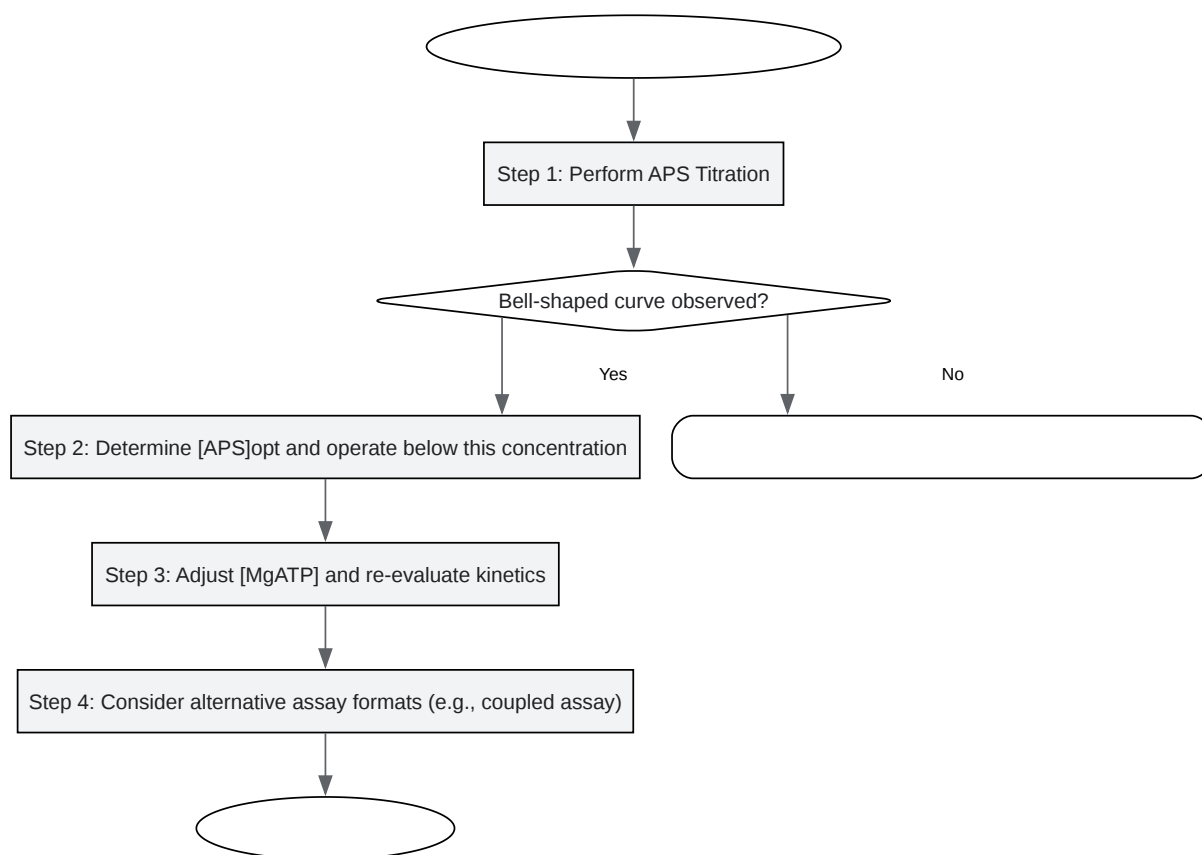 Step 1: Perform APS Titration
Bell-shaped curve observed?
Yes
No
Step 2: Determine [APS]opt and operate below this concentration
Step 3: Adjust [MgATP] and re-evaluate kinetics
Step 4: Consider alternative assay formats (e.g., coupled assay)